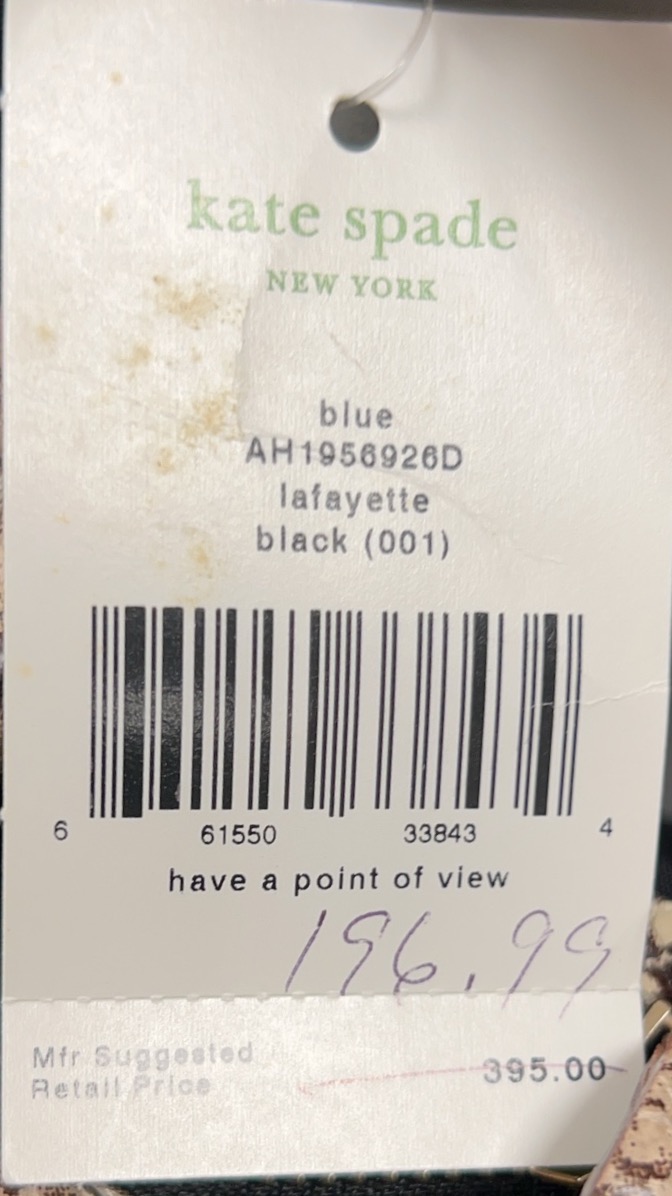 kate spade
NEW YORK
blue
AH1956926D
lafayette
black (001)
6 61550 33843 4
have a point of view
196.99
Mfr Suggested
Retail Price 395.00